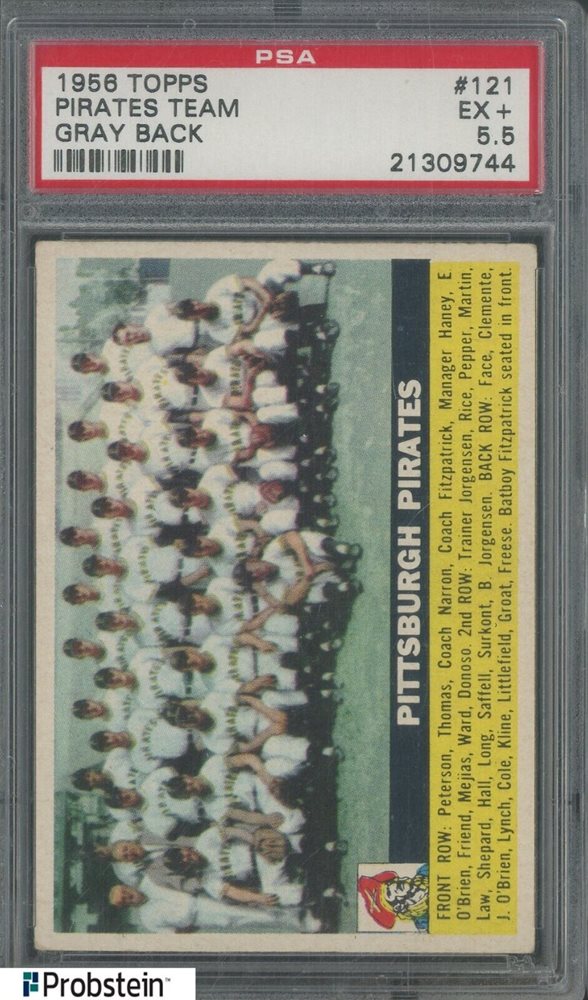 PSA
1956 TOPPS #121
PIRATES TEAM EX+
GRAY BACK 5.5
21309744
PITTSBURGH PIRATES
FRONT ROW: Peterson, Thomas, Coach Narron, Coach Fitzpatrick, Manager Haney, E
O'Brien, Friend, Mejias, Ward, Donoso. 2nd ROW: Trainer Jorgensen, Rice, Pepper, Martin,
Law, Shepard, Hall, Long, Saffell, Surkont, B. Jorgensen. BACK ROW: Face, Clemente,
J. O'Brien, Lynch, Cole, Kline, Littlefield, Groat, Freese. Batboy Fitzpatrick seated in front.
Probstein™